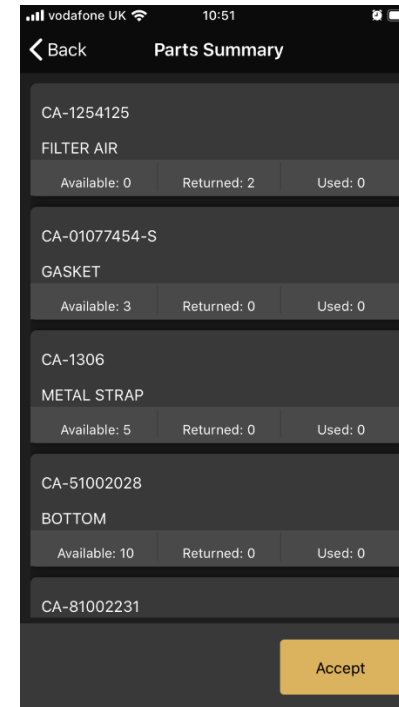 vodafone UK 10:51
Back Parts Summary
CA-1254125
FILTER AIR
Available: 0 Returned: 2 Used: 0
CA-01077454-S
GASKET
Available: 3 Returned: 0 Used: 0
CA-1306
METAL STRAP
Available: 5 Returned: 0 Used: 0
CA-51002028
BOTTOM
Available: 10 Returned: 0 Used: 0
CA-81002231
Accept